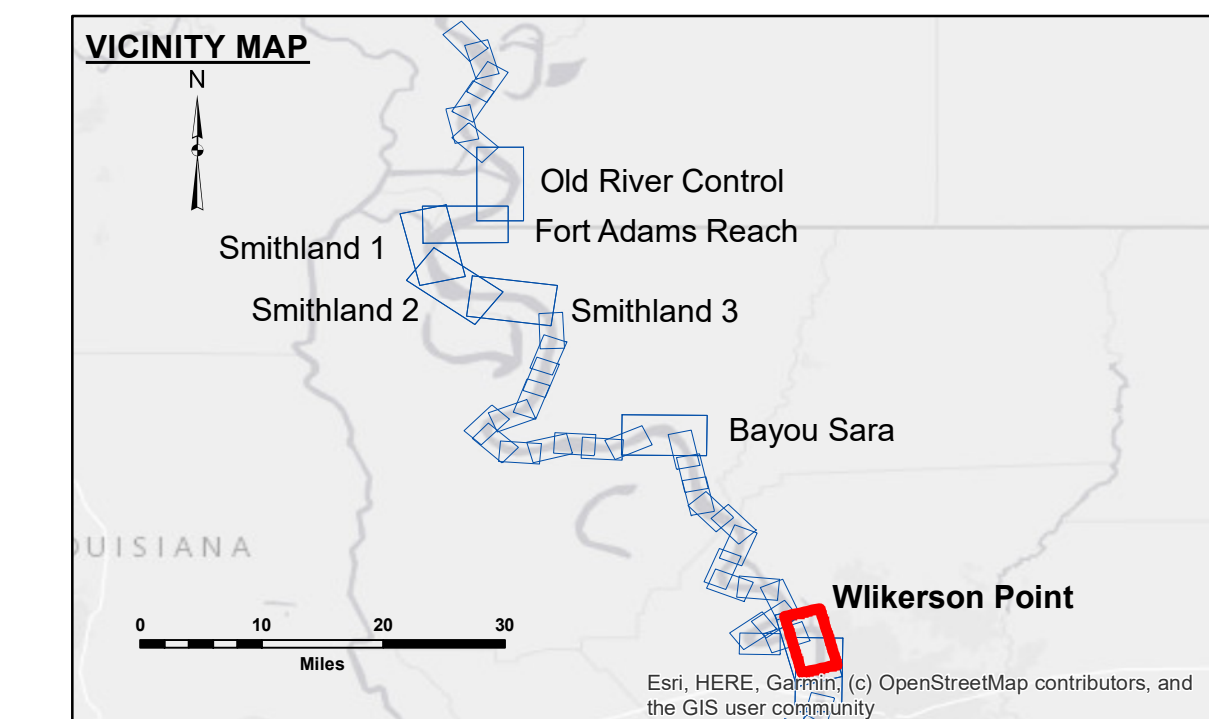 VICINITY MAP
N
Old River Control
Fort Adams Reach
Smithland 1
Smithland 2
Smithland 3
Bayou Sara
OUISIANA
Wlikerson Point
0 10 20 30
Miles
Esri, HERE, Garmin, (c) OpenStreetMap contributors, and
the GIS user community